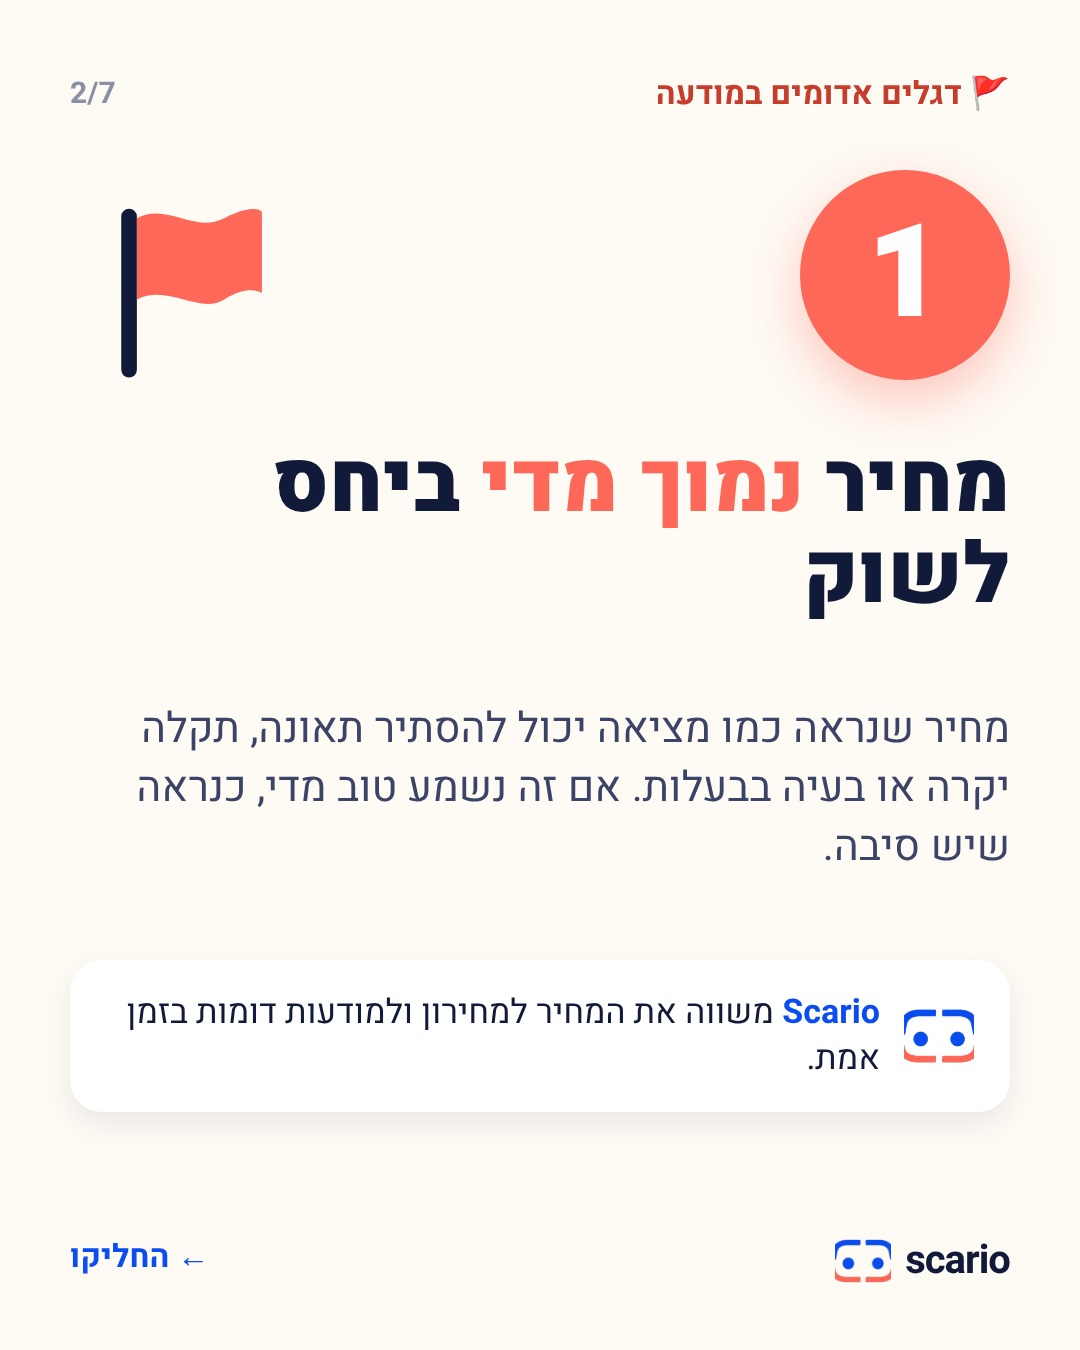 🚩 דגלים אדומים במודעה
2/7
1
מחיר נמוך מדי ביחס
לשוק
מחיר שנראה כמו מציאה יכול להסתיר תאונה, תקלה
יקרה או בעיה בבעלות. אם זה נשמע טוב מדי, כנראה
שיש סיבה.
Scario משווה את המחיר למחירון ולמודעות דומות בזמן
אמת.
scario
← החליקו